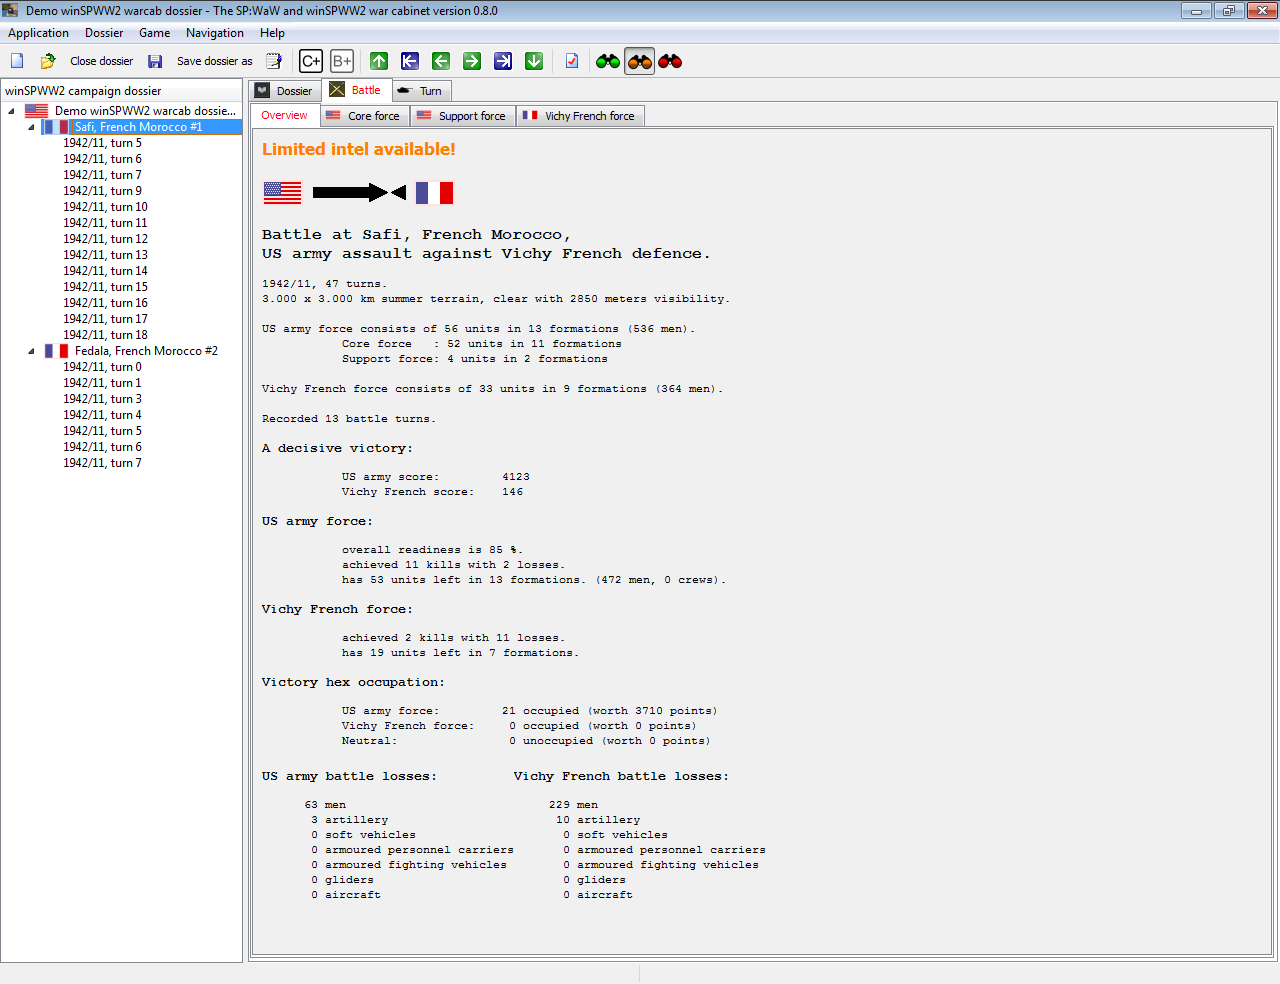 Demo winSPWW2 warcab dossier - The SP:WaW and winSPWW2 war cabinet version 0.8.0
Application Dossier Game Navigation Help
Close dossier Save dossier as C+ B+
winSPWW2 campaign dossier
Demo winSPWW2 warcab dossie...
Safi, French Morocco #1
1942/11, turn 5
1942/11, turn 6
1942/11, turn 7
1942/11, turn 9
1942/11, turn 10
1942/11, turn 11
1942/11, turn 12
1942/11, turn 13
1942/11, turn 14
1942/11, turn 15
1942/11, turn 16
1942/11, turn 17
1942/11, turn 18
Fedala, French Morocco #2
1942/11, turn 0
1942/11, turn 1
1942/11, turn 3
1942/11, turn 4
1942/11, turn 5
1942/11, turn 6
1942/11, turn 7
Dossier Battle Turn
Overview Core force Support force Vichy French force
Limited intel available!
Battle at Safi, French Morocco,
US army assault against Vichy French defence.
1942/11, 47 turns.
3.000 x 3.000 km summer terrain, clear with 2850 meters visibility.
US army force consists of 56 units in 13 formations (536 men).
Core force : 52 units in 11 formations
Support force: 4 units in 2 formations
Vichy French force consists of 33 units in 9 formations (364 men).
Recorded 13 battle turns.
A decisive victory:
US army score: 4123
Vichy French score: 146
US army force:
overall readiness is 85 %.
achieved 11 kills with 2 losses.
has 53 units left in 13 formations. (472 men, 0 crews).
Vichy French force:
achieved 2 kills with 11 losses.
has 19 units left in 7 formations.
Victory hex occupation:
US army force: 21 occupied (worth 3710 points)
Vichy French force: 0 occupied (worth 0 points)
Neutral: 0 unoccupied (worth 0 points)
US army battle losses: Vichy French battle losses:
63 men 229 men
3 artillery 10 artillery
0 soft vehicles 0 soft vehicles
0 armoured personnel carriers 0 armoured personnel carriers
0 armoured fighting vehicles 0 armoured fighting vehicles
0 gliders 0 gliders
0 aircraft 0 aircraft